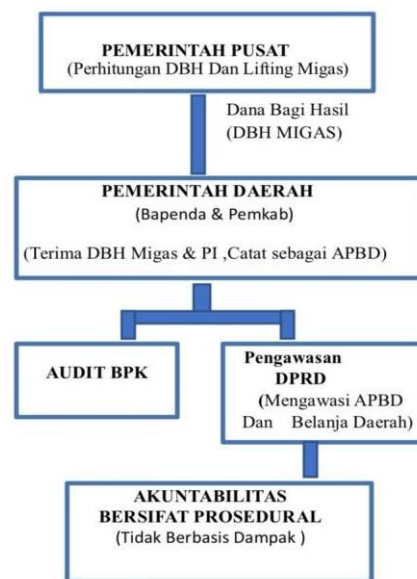 PEMERINTAH PUSAT
(Perhitungan DBH Dan Lifting Migas)
Dana Bagi Hasil
(DBH MIGAS)
PEMERINTAH DAERAH
(Bapenda & Pemkab)
(Terima DBH Migas & PI ,Catat sebagai APBD)
AUDIT BPK
Pengawasan
DPRD
(Mengawasi APBD
Dan Belanja Daerah)
AKUNTABILITAS
BERSIFAT PROSEDURAL
(Tidak Berbasis Dampak )